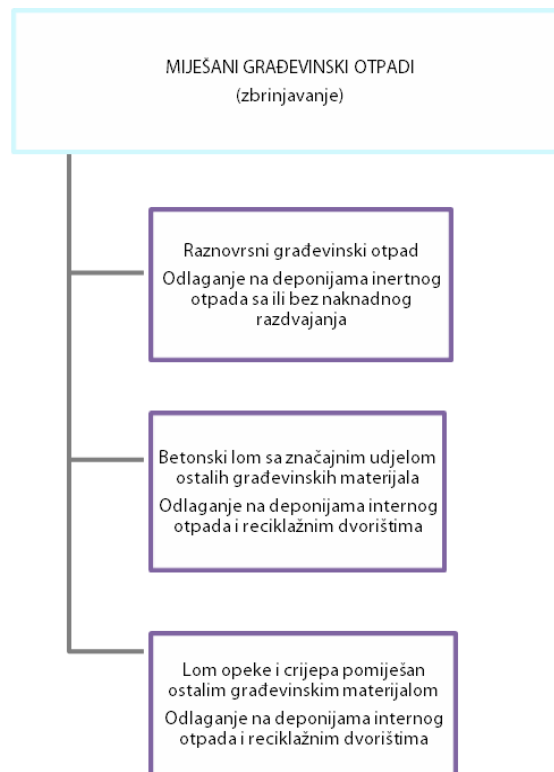 MIJEŠANI GRAĐEVINSKI OTPADI
(zbrinjavanje)
Raznovrsni građevinski otpad
Odlaganje na deponijama inertnog
otpada sa ili bez naknadnog
razdvajanja
Betonski lom sa značajnim udjelom
ostalih građevinskih materijala
Odlaganje na deponijama internog
otpada i reciklažnim dvorištima
Lom opeke i crijepa pomiješan
ostalim građevinskim materijalom
Odlaganje na deponijama internog
otpada i reciklažnim dvorištima